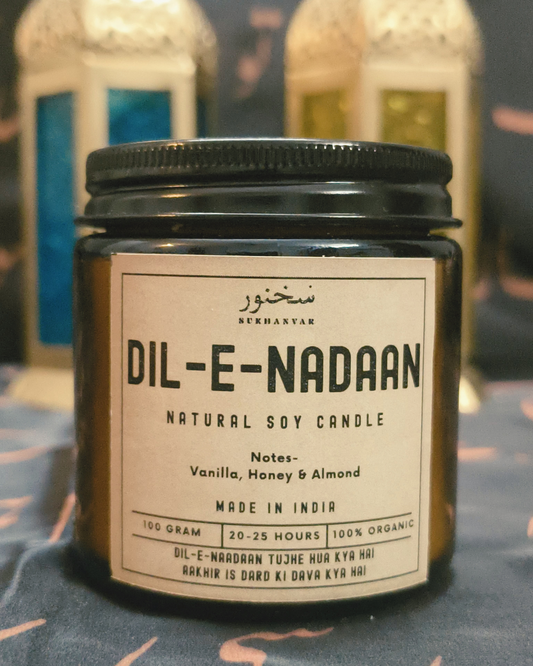 سخنور
SUKHANVAR
DIL-E-NADAAN
NATURAL SOY CANDLE
Notes-
Vanilla, Honey & Almond
MADE IN INDIA
100 GRAM 20-25 HOURS 100% ORGANIC
DIL-E-NAADAAN TUJHE HUA KYA HAI
AAKHIR IS DARD KI DAVA KYA HAI